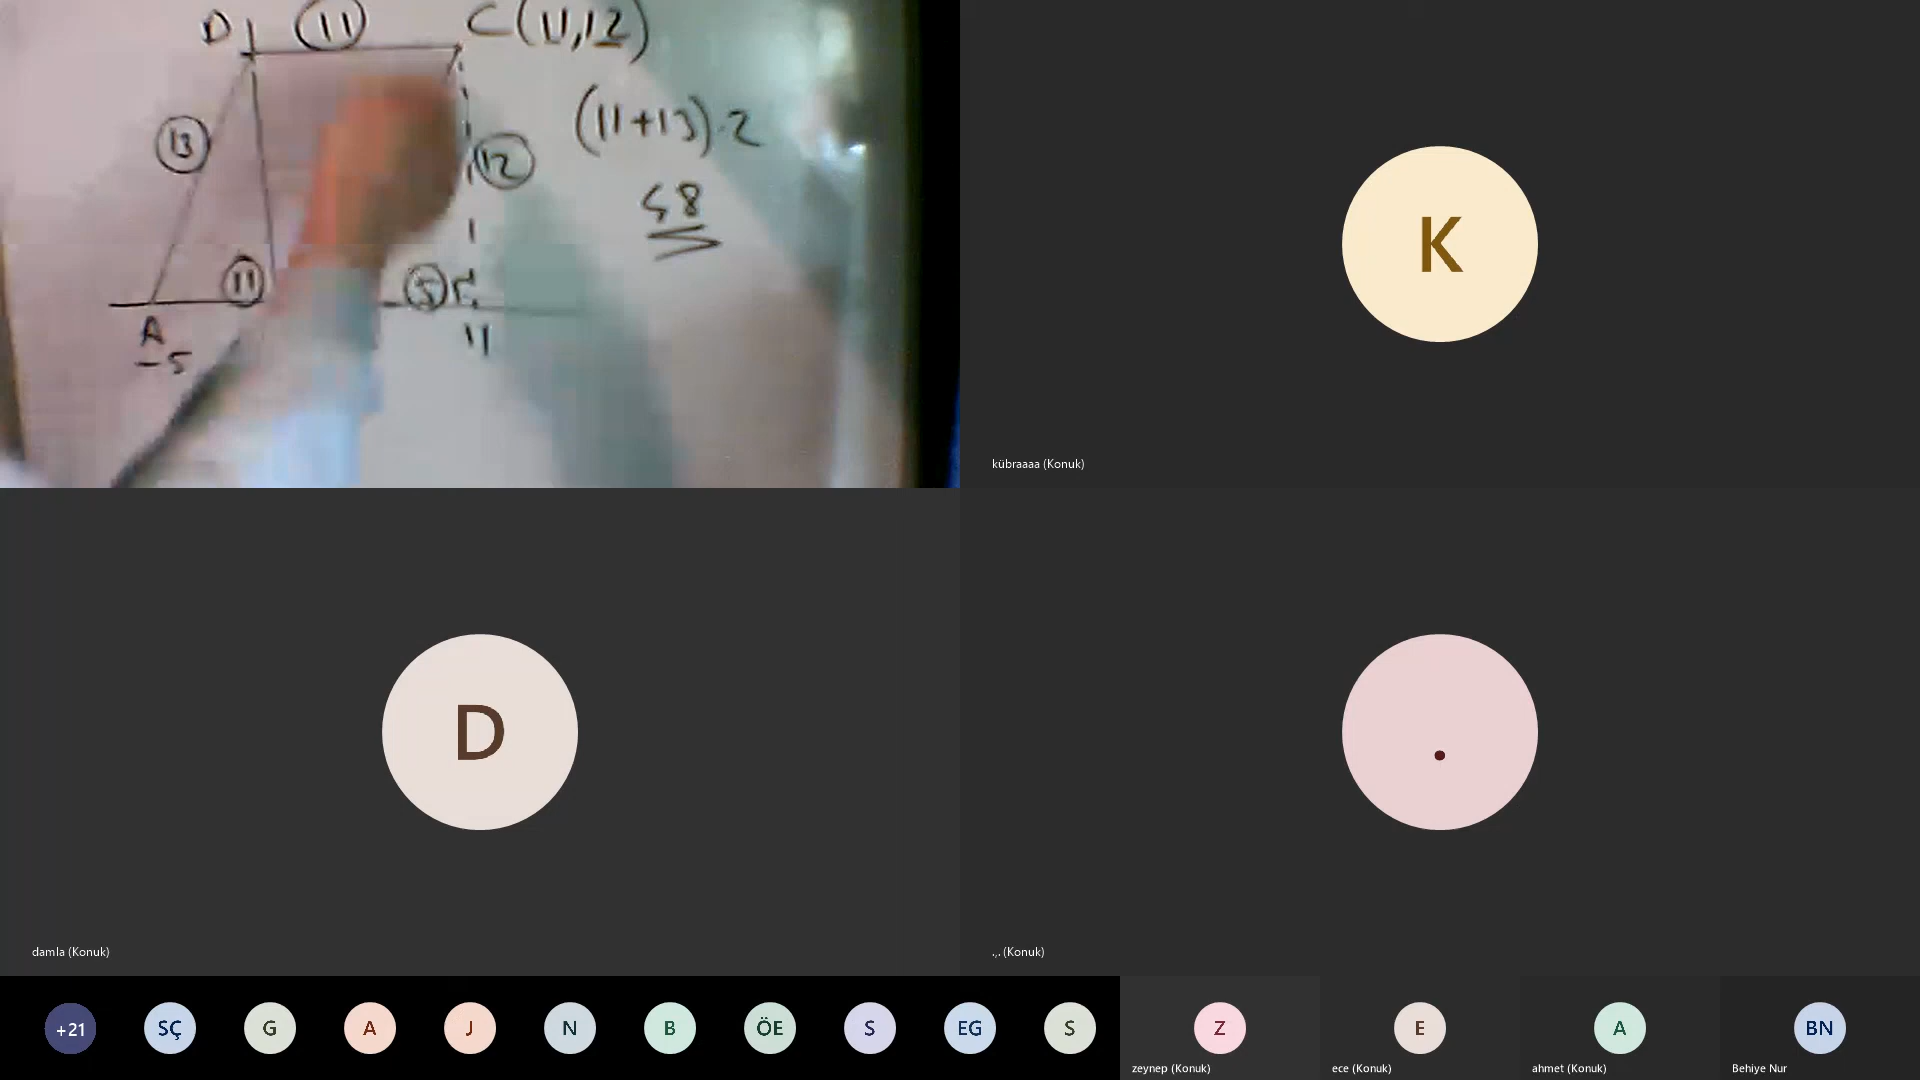 D 11 C(11,12)
13 12 (11+13).2
48
11 5
A 11
-5
K
kübraaaa (Konuk)
D
damla (Konuk)
.
.,. (Konuk)
+21 SÇ G A J N B ÖE S EG S Z E A BN
zeynep (Konuk) ece (Konuk) ahmet (Konuk) Behiye Nur